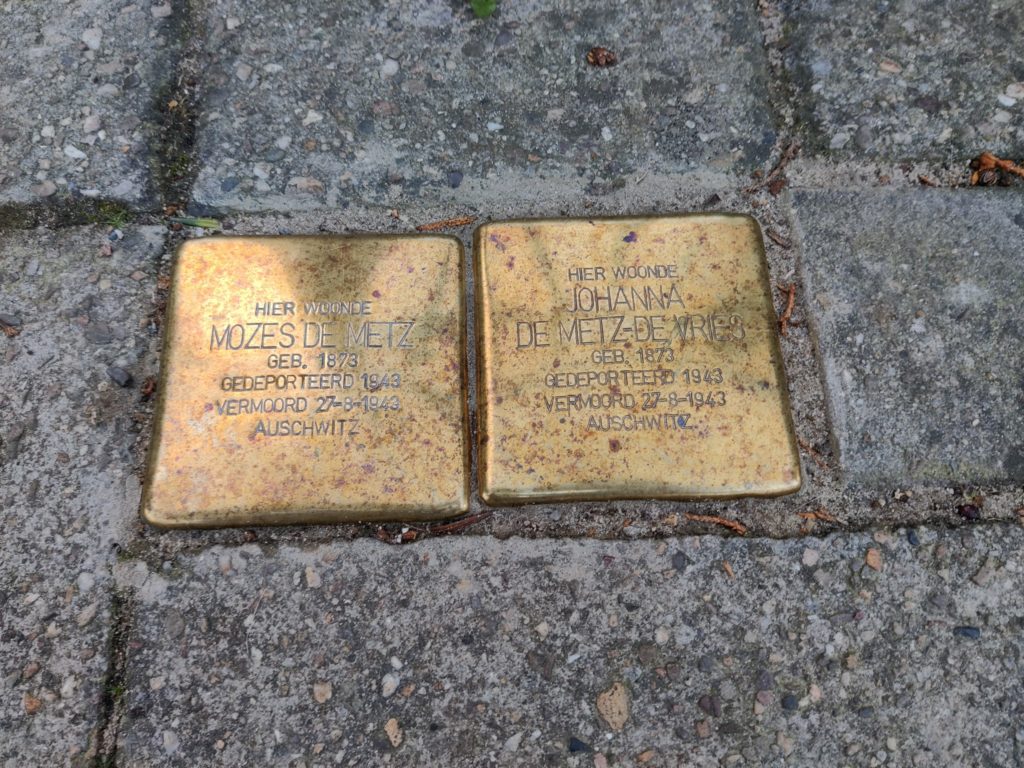 HIER WOONDE
MOZES DE METZ
GEB. 1873
GEDEPORTEERD 1943
VERMOORD 27-8-1943
AUSCHWITZ
HIER WOONDE
JOHANNA
DE METZ-DE VRIES
GEB. 1873
GEDEPORTEERD 1943
VERMOORD 27-8-1943
AUSCHWITZ